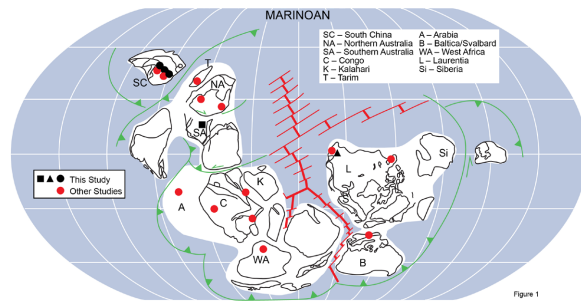 MARINOAN
SC – South China
NA – Northern Australia
SA – Southern Australia
C – Congo
K – Kalahari
T – Tarim
A – Arabia
B – Baltica/Svalbard
WA – West Africa
L – Laurentia
Si – Siberia
SC
T
NA
SA
Si
L
This Study
Other Studies
K
A
C
WA
B
Figure 1